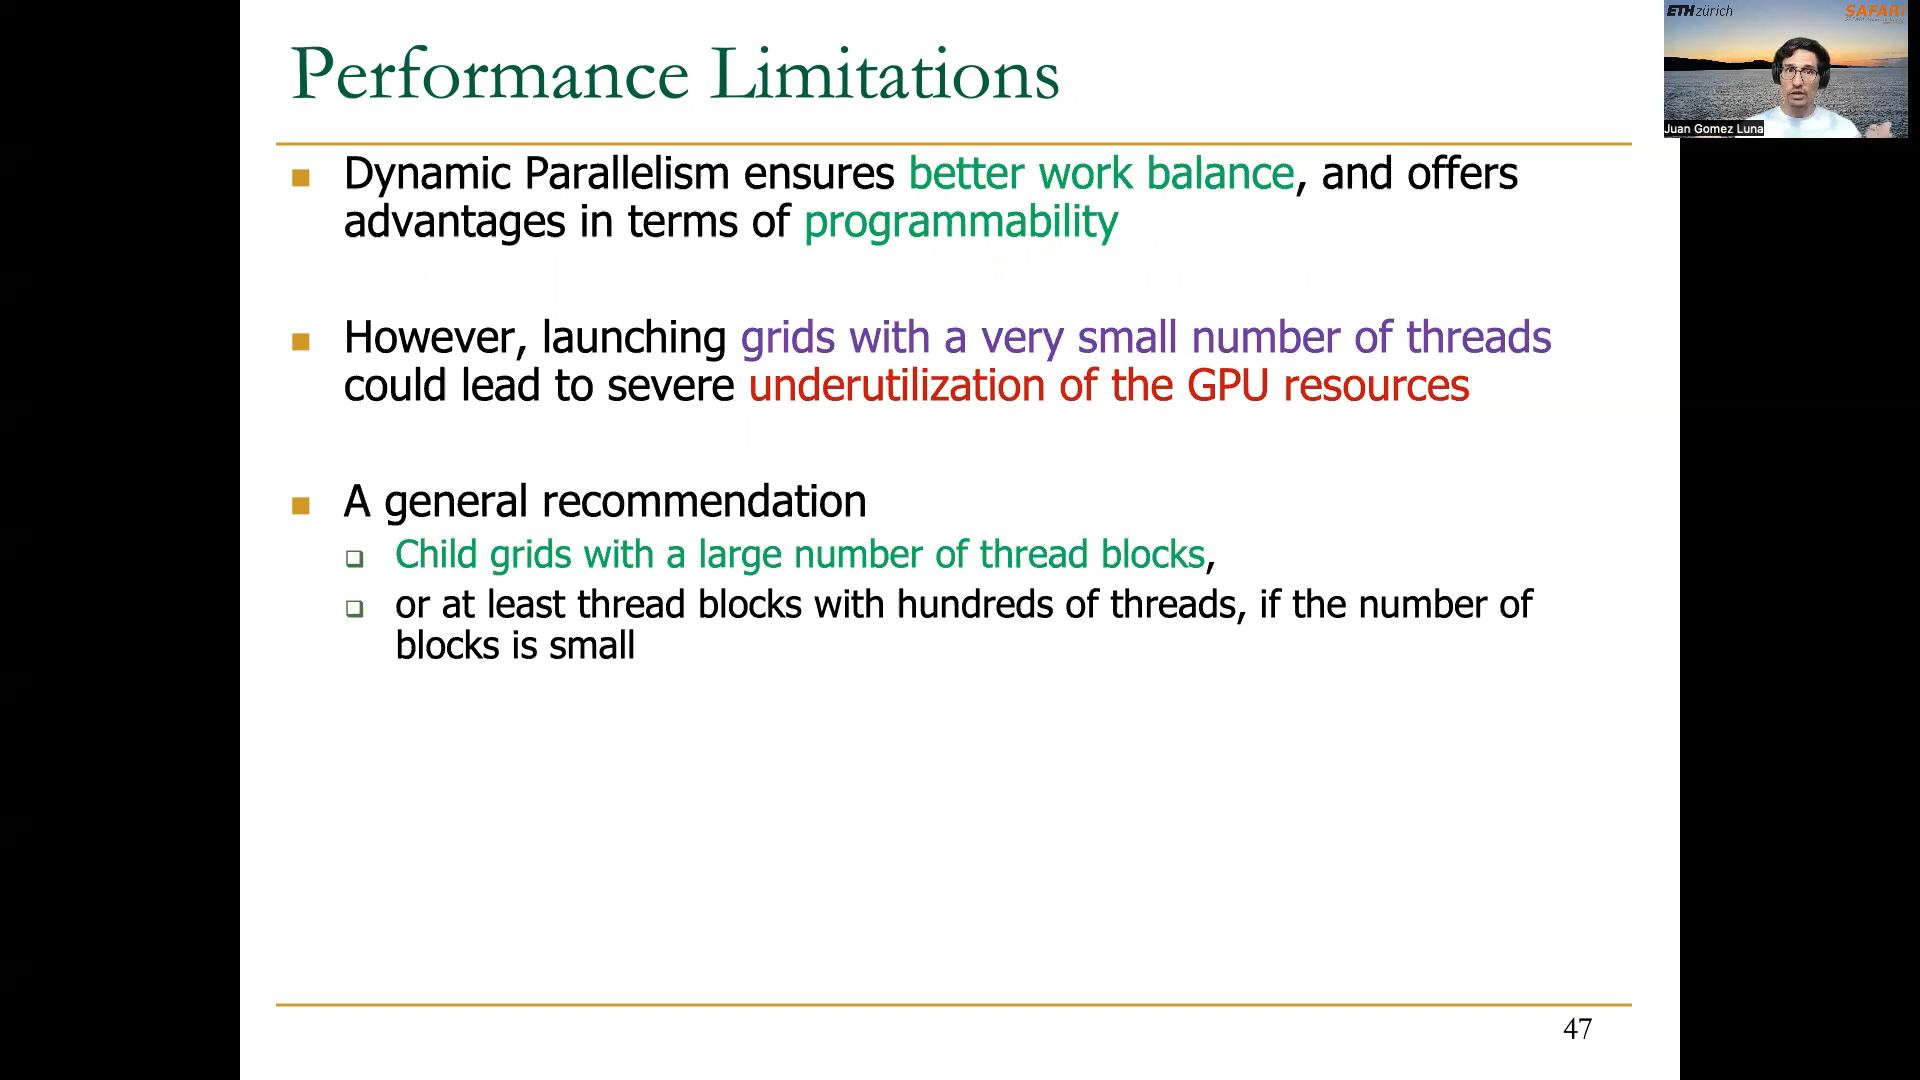 Performance Limitations
Dynamic Parallelism ensures better work balance, and offers
advantages in terms of programmability
However, launching grids with a very small number of threads
could lead to severe underutilization of the GPU resources
A general recommendation
Child grids with a large number of thread blocks,
or at least thread blocks with hundreds of threads, if the number of
blocks is small
47
ETH zürich
SAFARI
Juan Gomez Luna